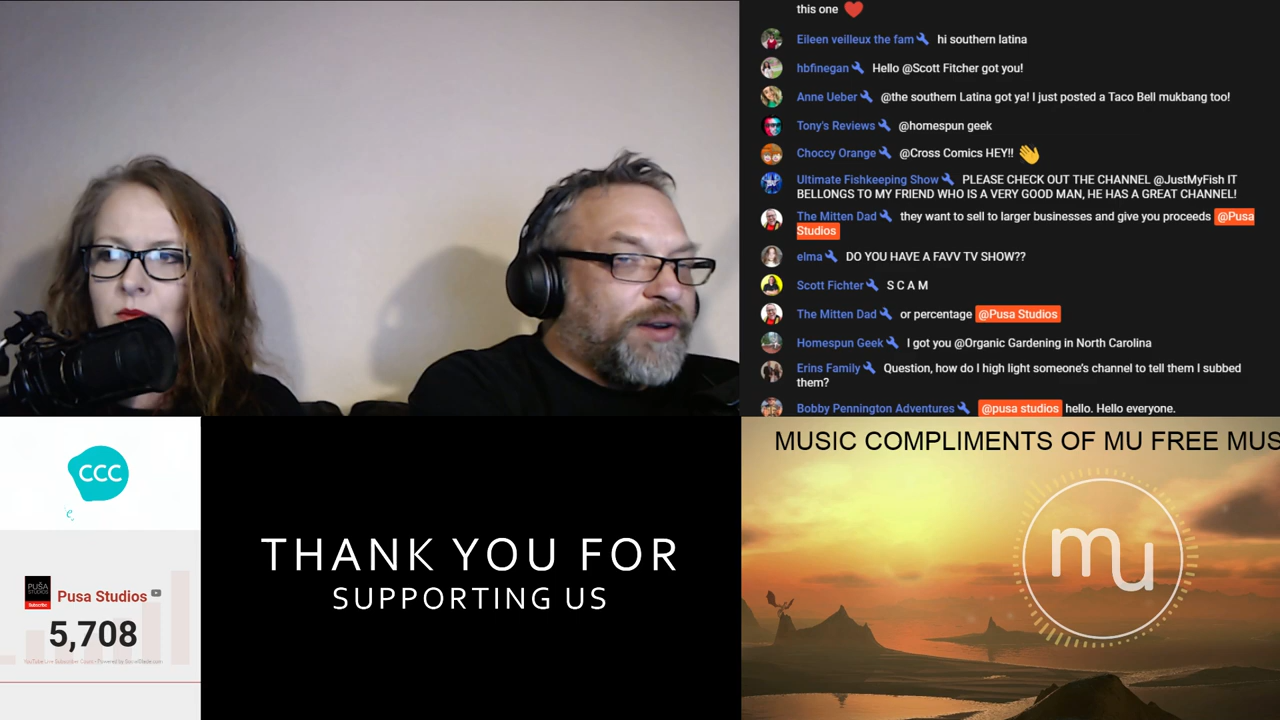 this one
Eileen veilleux the fam hi southern latina
hbfinegan Hello @Scott Fitcher got you!
Anne Ueber @the southern Latina got ya! I just posted a Taco Bell mukbang too!
Tony's Reviews @homespun geek
Choccy Orange @Cross Comics HEY!!
Ultimate Fishkeeping Show PLEASE CHECK OUT THE CHANNEL @JustMyFish IT
BELONGS TO MY FRIEND WHO IS A VERY GOOD MAN, HE HAS A GREAT CHANNEL!
The Mitten Dad they want to sell to larger businesses and give you proceeds @Pusa
Studios
elma DO YOU HAVE A FAVV TV SHOW??
Scott Fichter S C A M
The Mitten Dad or percentage @Pusa Studios
Homespun Geek I got you @Organic Gardening in North Carolina
Erins Family Question, how do I high light someone's channel to tell them I subbed
them?
Bobby Pennington Adventures @pusa studios hello. Hello everyone.
CCC
PUSA
STUDIOS
Subscribe
Pusa Studios
5,708
THANK YOU FOR
SUPPORTING US
MUSIC COMPLIMENTS OF MU FREE MUS
mu